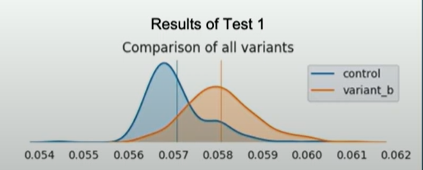 Results of Test 1
Comparison of all variants
control
variant_b
0.054 0.055 0.056 0.057 0.058 0.059 0.060 0.061 0.062